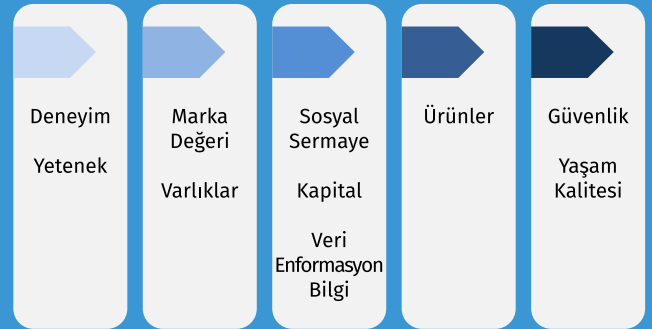 Deneyim
Yetenek
Marka
Değeri
Varlıklar
Sosyal
Sermaye
Kapital
Veri
Enformasyon
Bilgi
Ürünler
Güvenlik
Yaşam
Kalitesi